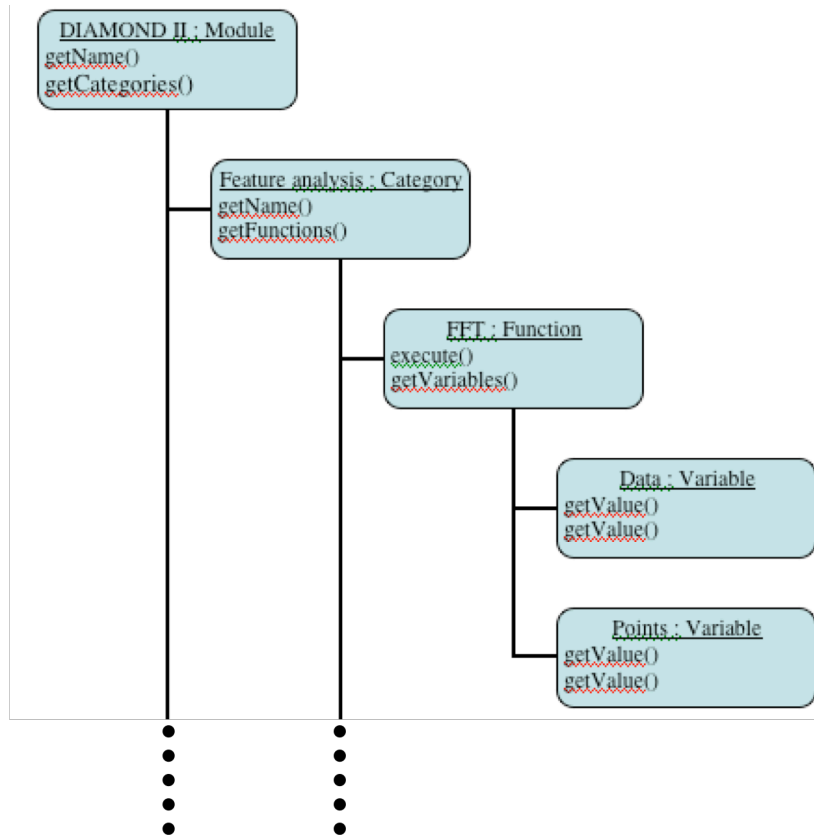 DIAMOND II : Module
getName()
getCategories()
Feature analysis : Category
getName()
getFunctions()
FFT : Function
execute()
getVariables()
Data : Variable
getValue()
getValue()
Points : Variable
getValue()
getValue()